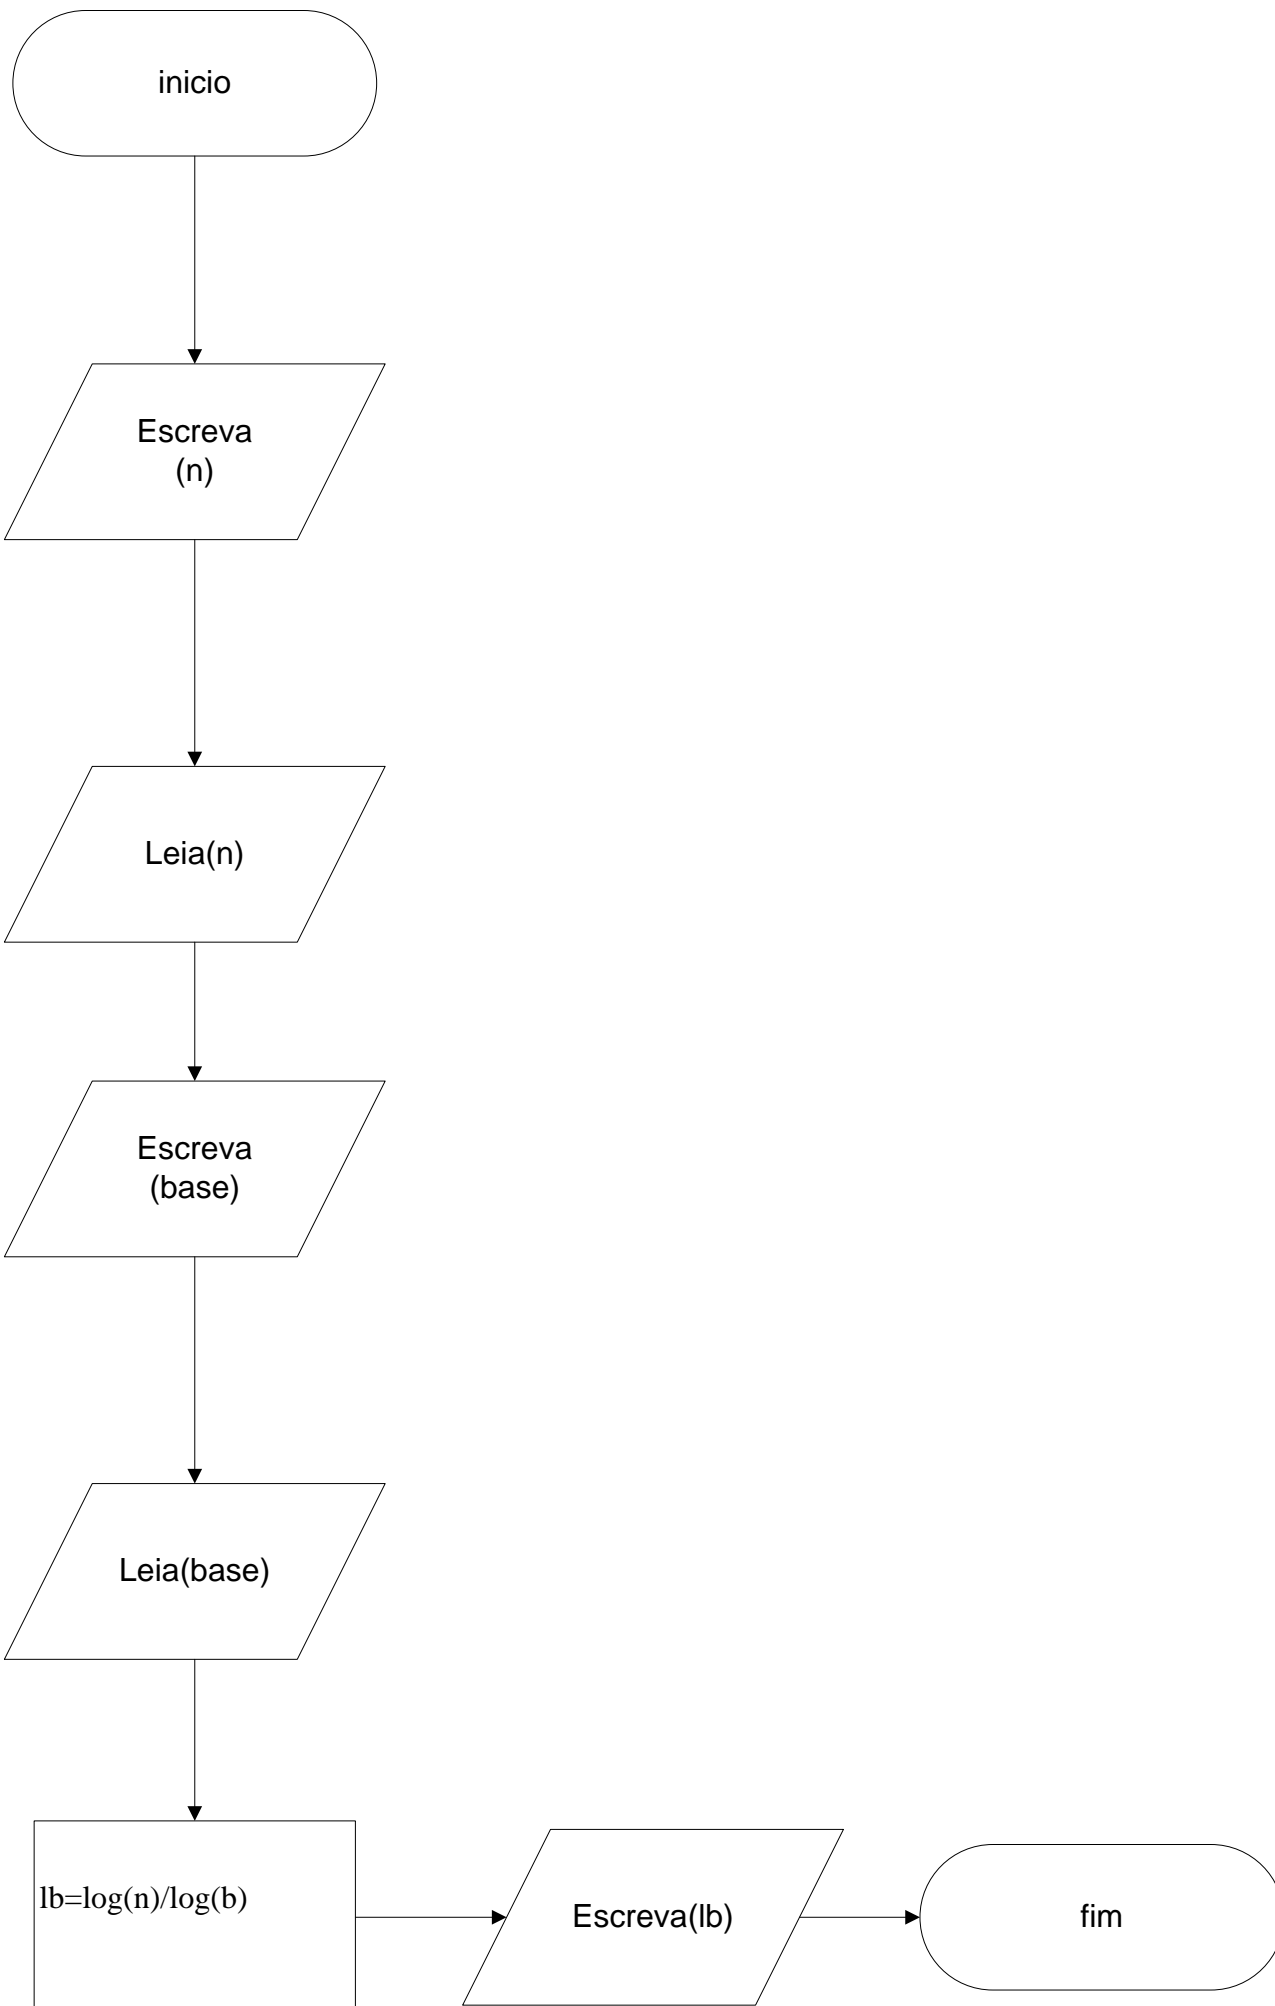 inicio
Escreva
(n)
Leia(n)
Escreva
(base)
Leia(base)
lb=log(n)/log(b)
Escreva(lb)
fim